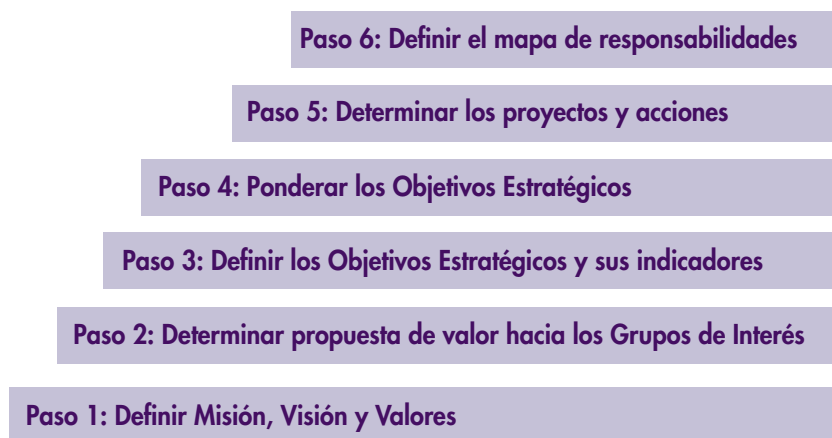 Paso 6: Definir el mapa de responsabilidades
Paso 5: Determinar los proyectos y acciones
Paso 4: Ponderar los Objetivos Estratégicos
Paso 3: Definir los Objetivos Estratégicos y sus indicadores
Paso 2: Determinar propuesta de valor hacia los Grupos de Interés
Paso 1: Definir Misión, Visión y Valores